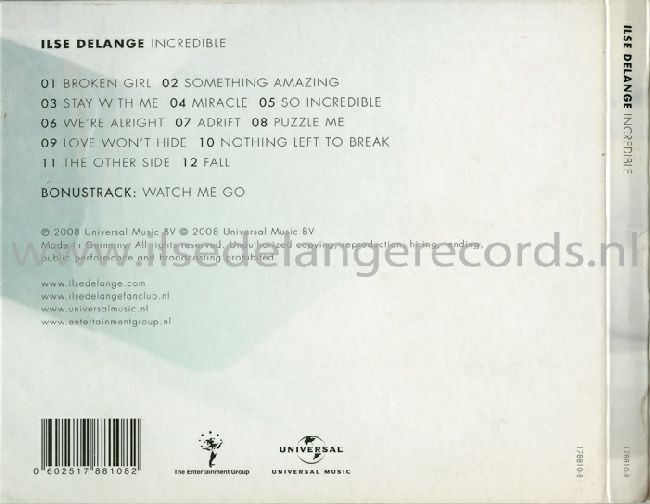 ILSE DELANGE INCREDIBLE
01 BROKEN GIRL 02 SOMETHING AMAZING
03 STAY WITH ME 04 MIRACLE 05 SO INCREDIBLE
06 WE'RE ALRIGHT 07 ADRIFT 08 PUZZLE ME
09 LOVE WON'T HIDE 10 NOTHING LEFT TO BREAK
11 THE OTHER SIDE 12 FALL
BONUSTRACK: WATCH ME GO
℗ 2008 Universal Music BV © 2008 Universal Music BV
Made in Germany. All rights reserved. Unauthorized copying, reproduction, hiring, lending,
public performance and broadcasting prohibited.
www.ilsedelangerecords.nl
www.ilsedelange.com
www.ilsedelangefanclub.nl
www.universalmusic.nl
www.entertainmentgroup.nl
0 602517 881082
The Entertainment Group
UNIVERSAL
UNIVERSAL MUSIC
178810-8
ILSE DELANGE INCREDIBLE
178810-8